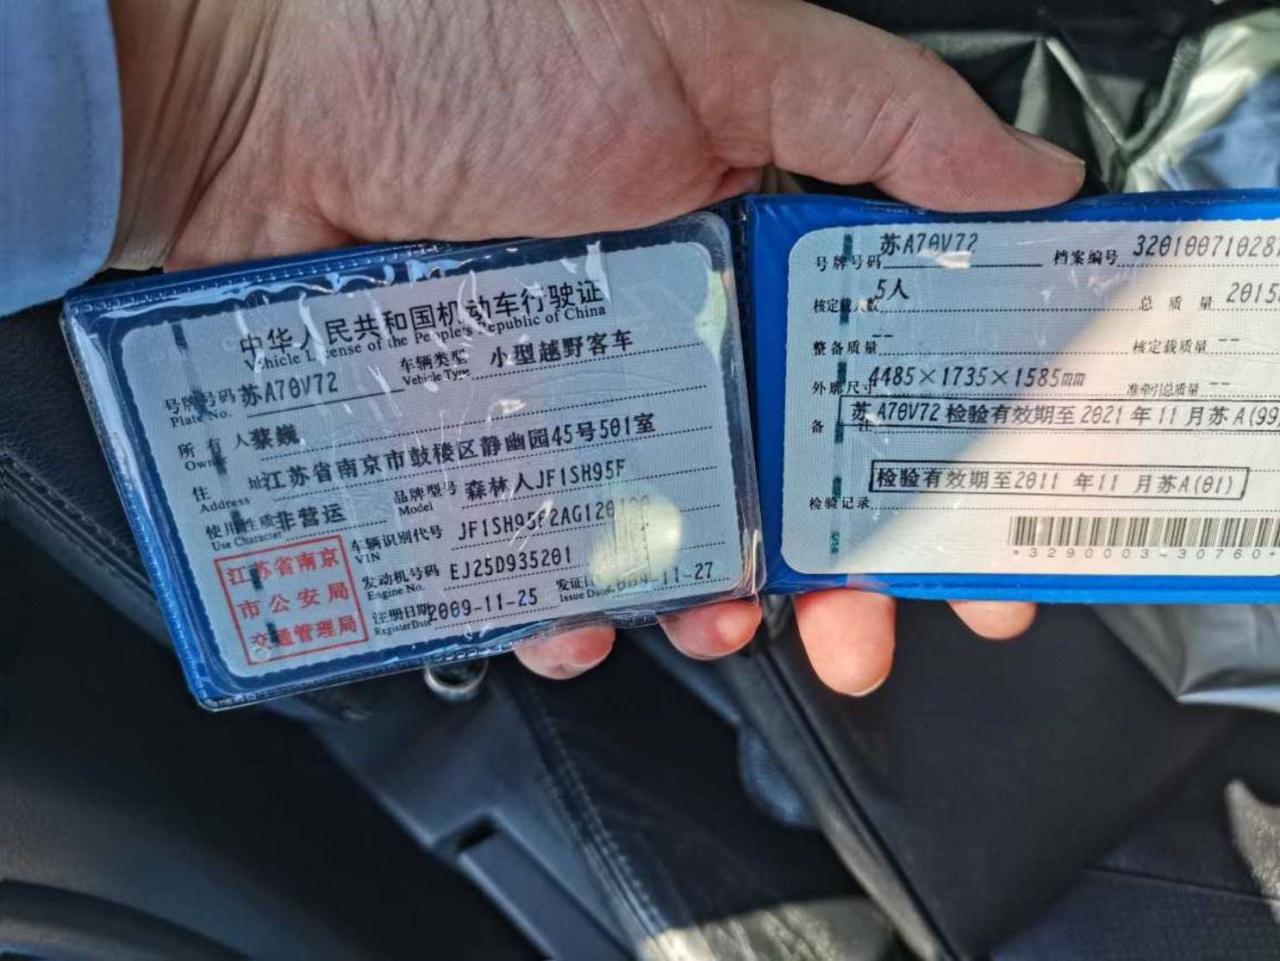 中华人民共和国机动车行驶证
Vehicle License of the People's Republic of China
号牌号码 苏A70V72 车辆类型 小型越野客车
Plate No. Vehicle Type
所有人 蔡巍
Owner
住址 江苏省南京市鼓楼区静幽园45号501室
Address
使用性质 非营运 品牌型号 森林人JF1SH95F
Use Character Model
车辆识别代号
VIN
发动机号码 EJ25D935201
Engine No.
注册日期 2009-11-25 发证日
Register Date Issue Date
江苏省南京
市公安局
交通管理局
号牌号码 苏A70V72 档案编号
核定载人数 5人 总质量
整备质量 -- 核定载质量 --
外廓尺寸 4485×1735×1585mm 准牵引总质量 --
备注 苏A70V72 检验有效期至2021年11月苏A(99
检验有效期至2011 年11 月苏A(01)
检验记录
*3290003-30760*